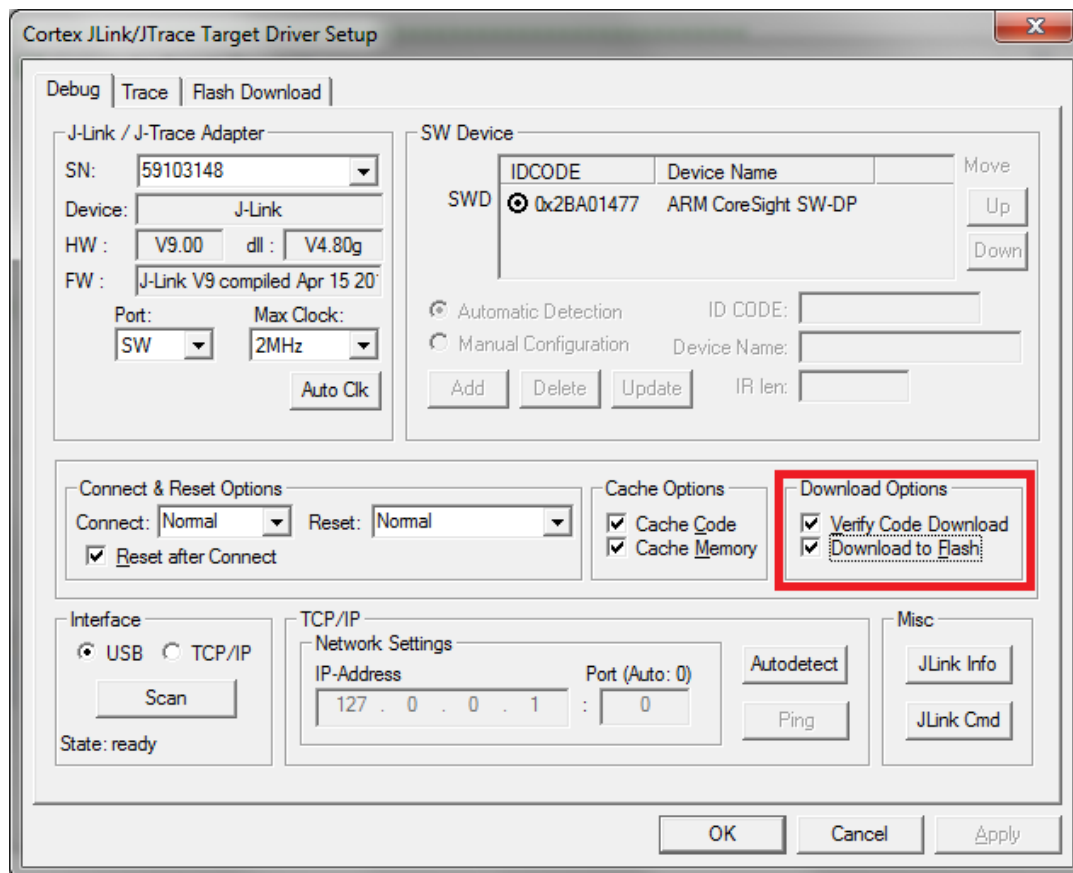 Cortex JLink/JTrace Target Driver Setup
Debug Trace Flash Download
J-Link / J-Trace Adapter
SN: 59103148
Device: J-Link
HW : V9.00 dll : V4.80g
FW : J-Link V9 compiled Apr 15 20
Port: Max Clock:
SW 2MHz
Auto Clk
SW Device
IDCODE Device Name
SWD 0x2BA01477 ARM CoreSight SW-DP
Move
Up
Down
Automatic Detection ID CODE:
Manual Configuration Device Name:
Add Delete Update IR len:
Connect & Reset Options
Connect: Normal Reset: Normal
Reset after Connect
Cache Options
Cache Code
Cache Memory
Download Options
Verify Code Download
Download to Flash
Interface
USB TCP/IP
Scan
State: ready
TCP/IP
Network Settings
IP-Address Port (Auto: 0)
127 . 0 . 0 . 1 : 0
Autodetect
Ping
Misc
JLink Info
JLink Cmd
OK Cancel Apply